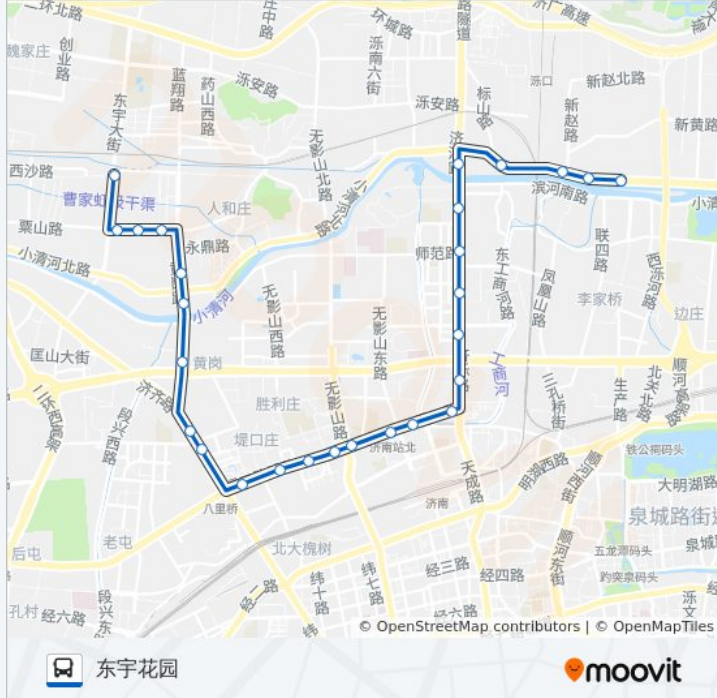 二环北路
庄中路
环城路
路隧道
济广高速
魏家庄
创业路
东宇大街
蓝翔路
药山西路
泺安路
泺南六街
泺安路
标山路
泺口
新赵北路
新赵路
新黄路
西沙路
无影山北路
小清河北路
滨河南路
曹家虹吸干渠
人和庄
粟山路
永鼎路
小清河北路
小清河
师范路
东工商河路
凤凰山路
联四路
李家桥
西泺河路
边庄
无影山西路
无影山东路
匡山大街
黄岗
工商河
三孔桥街
生产路
北关北路
顺河高架路
二环西高架
济齐路
段兴西路
胜利庄
无影山路
堤口庄
济南站北
天成路
明湖西路
顺河西街
铁公祠码头
大明湖路
泉城路街道
八里桥
济南
老屯
后屯
北大槐树
顺河东街
五龙潭码头
趵突泉码头
泉城
孔村
经六路
段兴东
经二路
纬十路
纬七路
经三路
经四路
经六路
泺文
© OpenStreetMap contributors | © OpenMapTiles
东宇花园
moovit